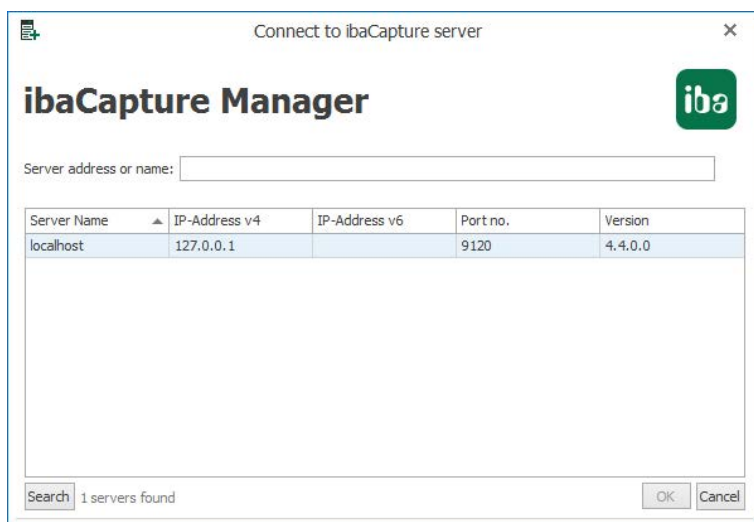 Connect to ibaCapture server
ibaCapture Manager
iba
Server address or name:
Server Name IP-Address v4 IP-Address v6 Port no. Version
localhost 127.0.0.1 9120 4.4.0.0
Search 1 servers found OK Cancel